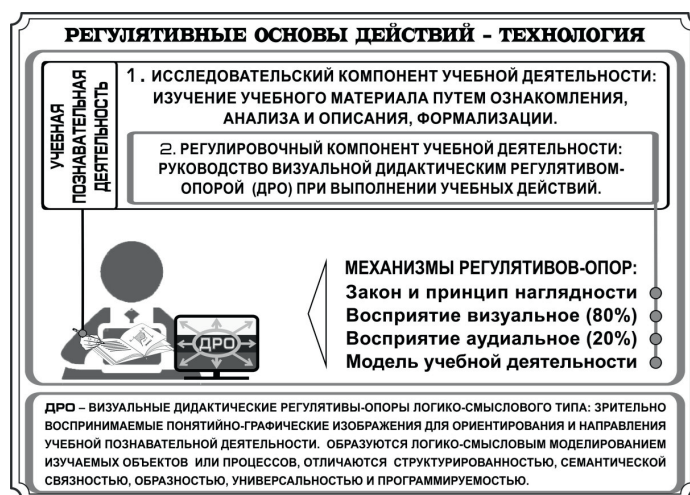 РЕГУЛЯТИВНЫЕ ОСНОВЫ ДЕЙСТВИЙ - ТЕХНОЛОГИЯ
УЧЕБНАЯ
ПОЗНАВАТЕЛЬНАЯ
ДЕЯТЕЛЬНОСТЬ
1. ИССЛЕДОВАТЕЛЬСКИЙ КОМПОНЕНТ УЧЕБНОЙ ДЕЯТЕЛЬНОСТИ:
ИЗУЧЕНИЕ УЧЕБНОГО МАТЕРИАЛА ПУТЕМ ОЗНАКОМЛЕНИЯ,
АНАЛИЗА И ОПИСАНИЯ, ФОРМАЛИЗАЦИИ.
2. РЕГУЛИРОВОЧНЫЙ КОМПОНЕНТ УЧЕБНОЙ ДЕЯТЕЛЬНОСТИ:
РУКОВОДСТВО ВИЗУАЛЬНОЙ ДИДАКТИЧЕСКИМ РЕГУЛЯТИВОМ-
ОПОРОЙ (ДРО) ПРИ ВЫПОЛНЕНИИ УЧЕБНЫХ ДЕЙСТВИЙ.
МЕХАНИЗМЫ РЕГУЛЯТИВОВ-ОПОР:
Закон и принцип наглядности
Восприятие визуальное (80%)
Восприятие аудиальное (20%)
Модель учебной деятельности
ДРО
ДРО – ВИЗУАЛЬНЫЕ ДИДАКТИЧЕСКИЕ РЕГУЛЯТИВЫ-ОПОРЫ ЛОГИКО-СМЫСЛОВОГО ТИПА: ЗРИТЕЛЬНО
ВОСПРИНИМАЕМЫЕ ПОНЯТИЙНО-ГРАФИЧЕСКИЕ ИЗОБРАЖЕНИЯ ДЛЯ ОРИЕНТИРОВАНИЯ И НАПРАВЛЕНИЯ
УЧЕБНОЙ ПОЗНАВАТЕЛЬНОЙ ДЕЯТЕЛЬНОСТИ. ОБРАЗУЮТСЯ ЛОГИКО-СМЫСЛОВЫМ МОДЕЛИРОВАНИЕМ
ИЗУЧАЕМЫХ ОБЪЕКТОВ ИЛИ ПРОЦЕССОВ, ОТЛИЧАЮТСЯ СТРУКТУРИРОВАННОСТЬЮ, СЕМАНТИЧЕСКОЙ
СВЯЗНОСТЬЮ, ОБРАЗНОСТЬЮ, УНИВЕРСАЛЬНОСТЬЮ И ПРОГРАММИРУЕМОСТЬЮ.